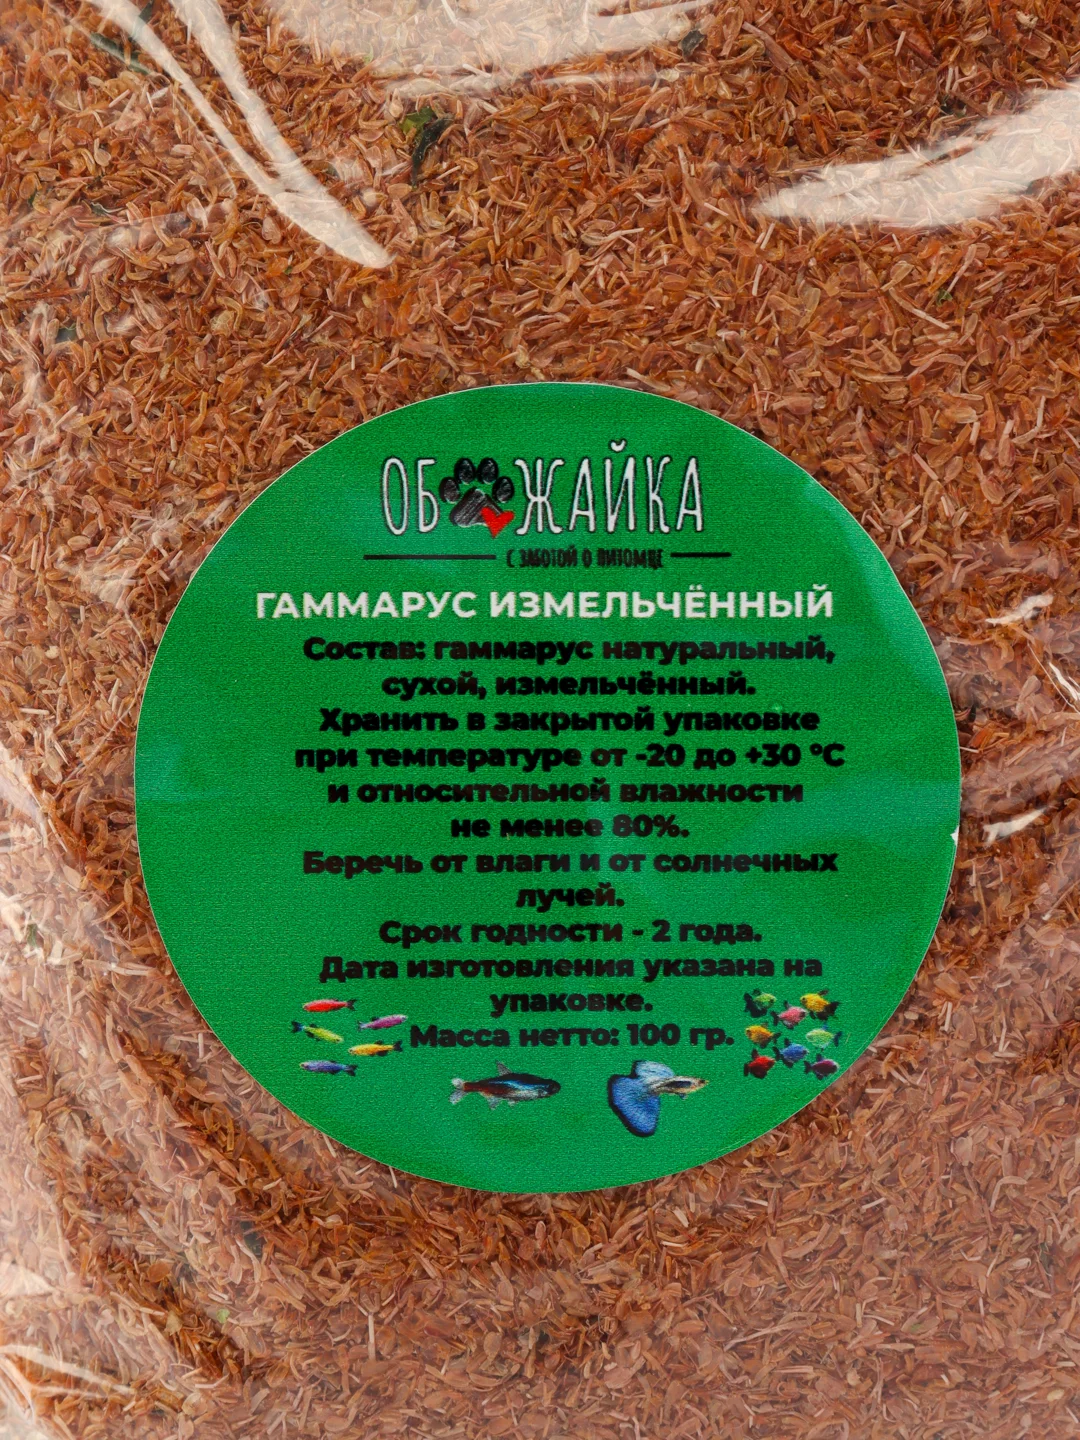 ОБОЖАЙКА
С ЗАБОТОЙ О ПИТОМЦЕ
ГАММАРУС ИЗМЕЛЬЧЁННЫЙ
Состав: гаммарус натуральный,
сухой, измельчённый.
Хранить в закрытой упаковке
при температуре от -20 до +30 °С
и относительной влажности
не менее 80%.
Беречь от влаги и от солнечных
лучей.
Срок годности - 2 года.
Дата изготовления указана на
упаковке.
Масса нетто: 100 гр.